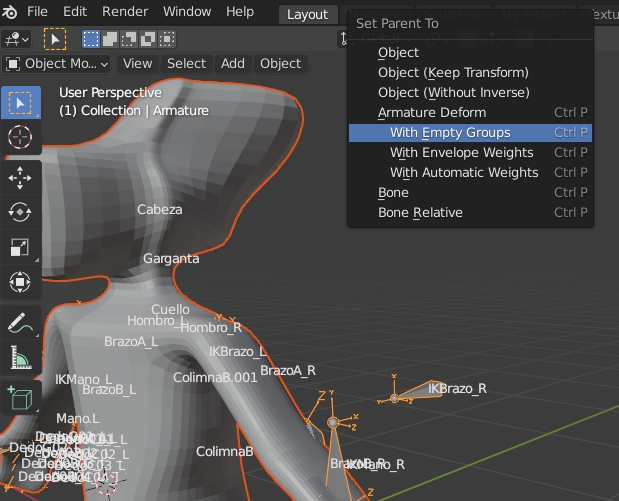 File Edit Render Window Help Layout
Set Parent To
Object
Object (Keep Transform)
Object (Without Inverse)
Armature Deform Ctrl P
With Empty Groups Ctrl P
With Envelope Weights Ctrl P
With Automatic Weights Ctrl P
Bone Ctrl P
Bone Relative Ctrl P
Object Mo... View Select Add Object
User Perspective
(1) Collection | Armature
Cabeza
Garganta
Cuello
Hombro_L
Hombro_R
BrazoA_L
IKBrazo_L
BrazoA_R
IKMano_L
ColimnaB.001
IKBrazo_R
BrazoB_L
Mano.L
ColimnaB